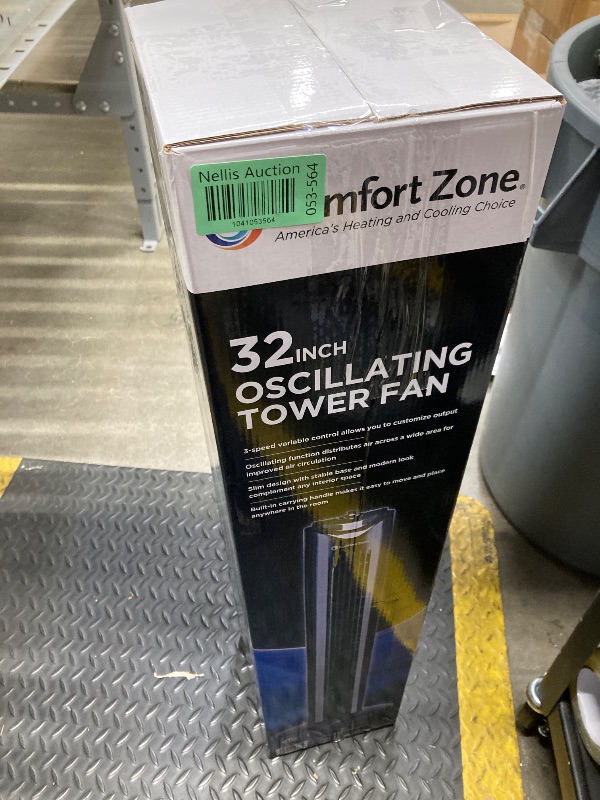 Nellis Auction
1041053564
053-564
mfort Zone®
America's Heating and Cooling Choice
32 INCH
OSCILLATING
TOWER FAN
3-speed variable control allows you to customize output
Oscillating function distributes air across a wide area for
improved air circulation
Slim design with stable base and modern look
complement any interior space
Built-in carrying handle makes it easy to move and place
anywhere in the room